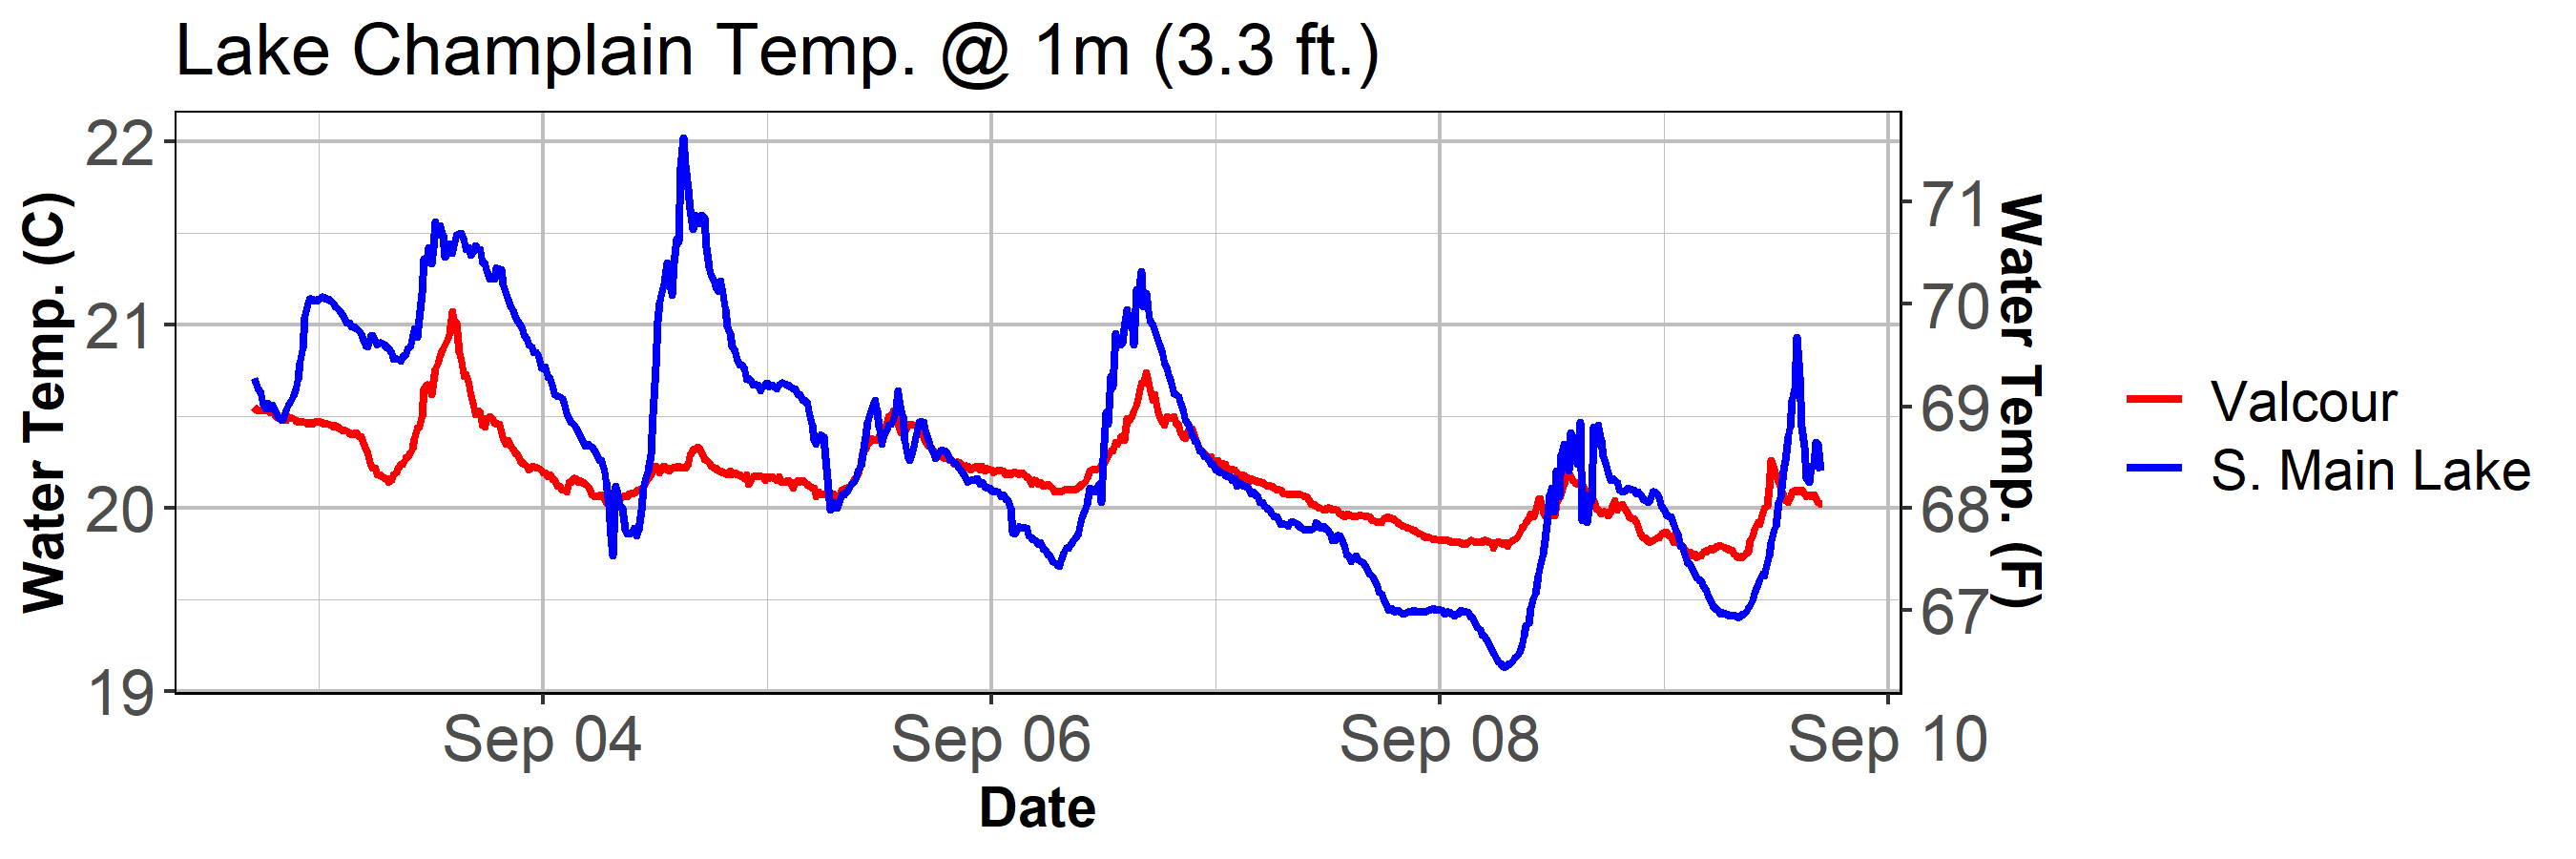 Lake Champlain Temp. @ 1m (3.3 ft.)
Water Temp. (C)
22
21
20
19
71
70
69
68
67
Water Temp. (F)
Sep 04
Sep 06
Sep 08
Sep 10
Date
Valcour
S. Main Lake